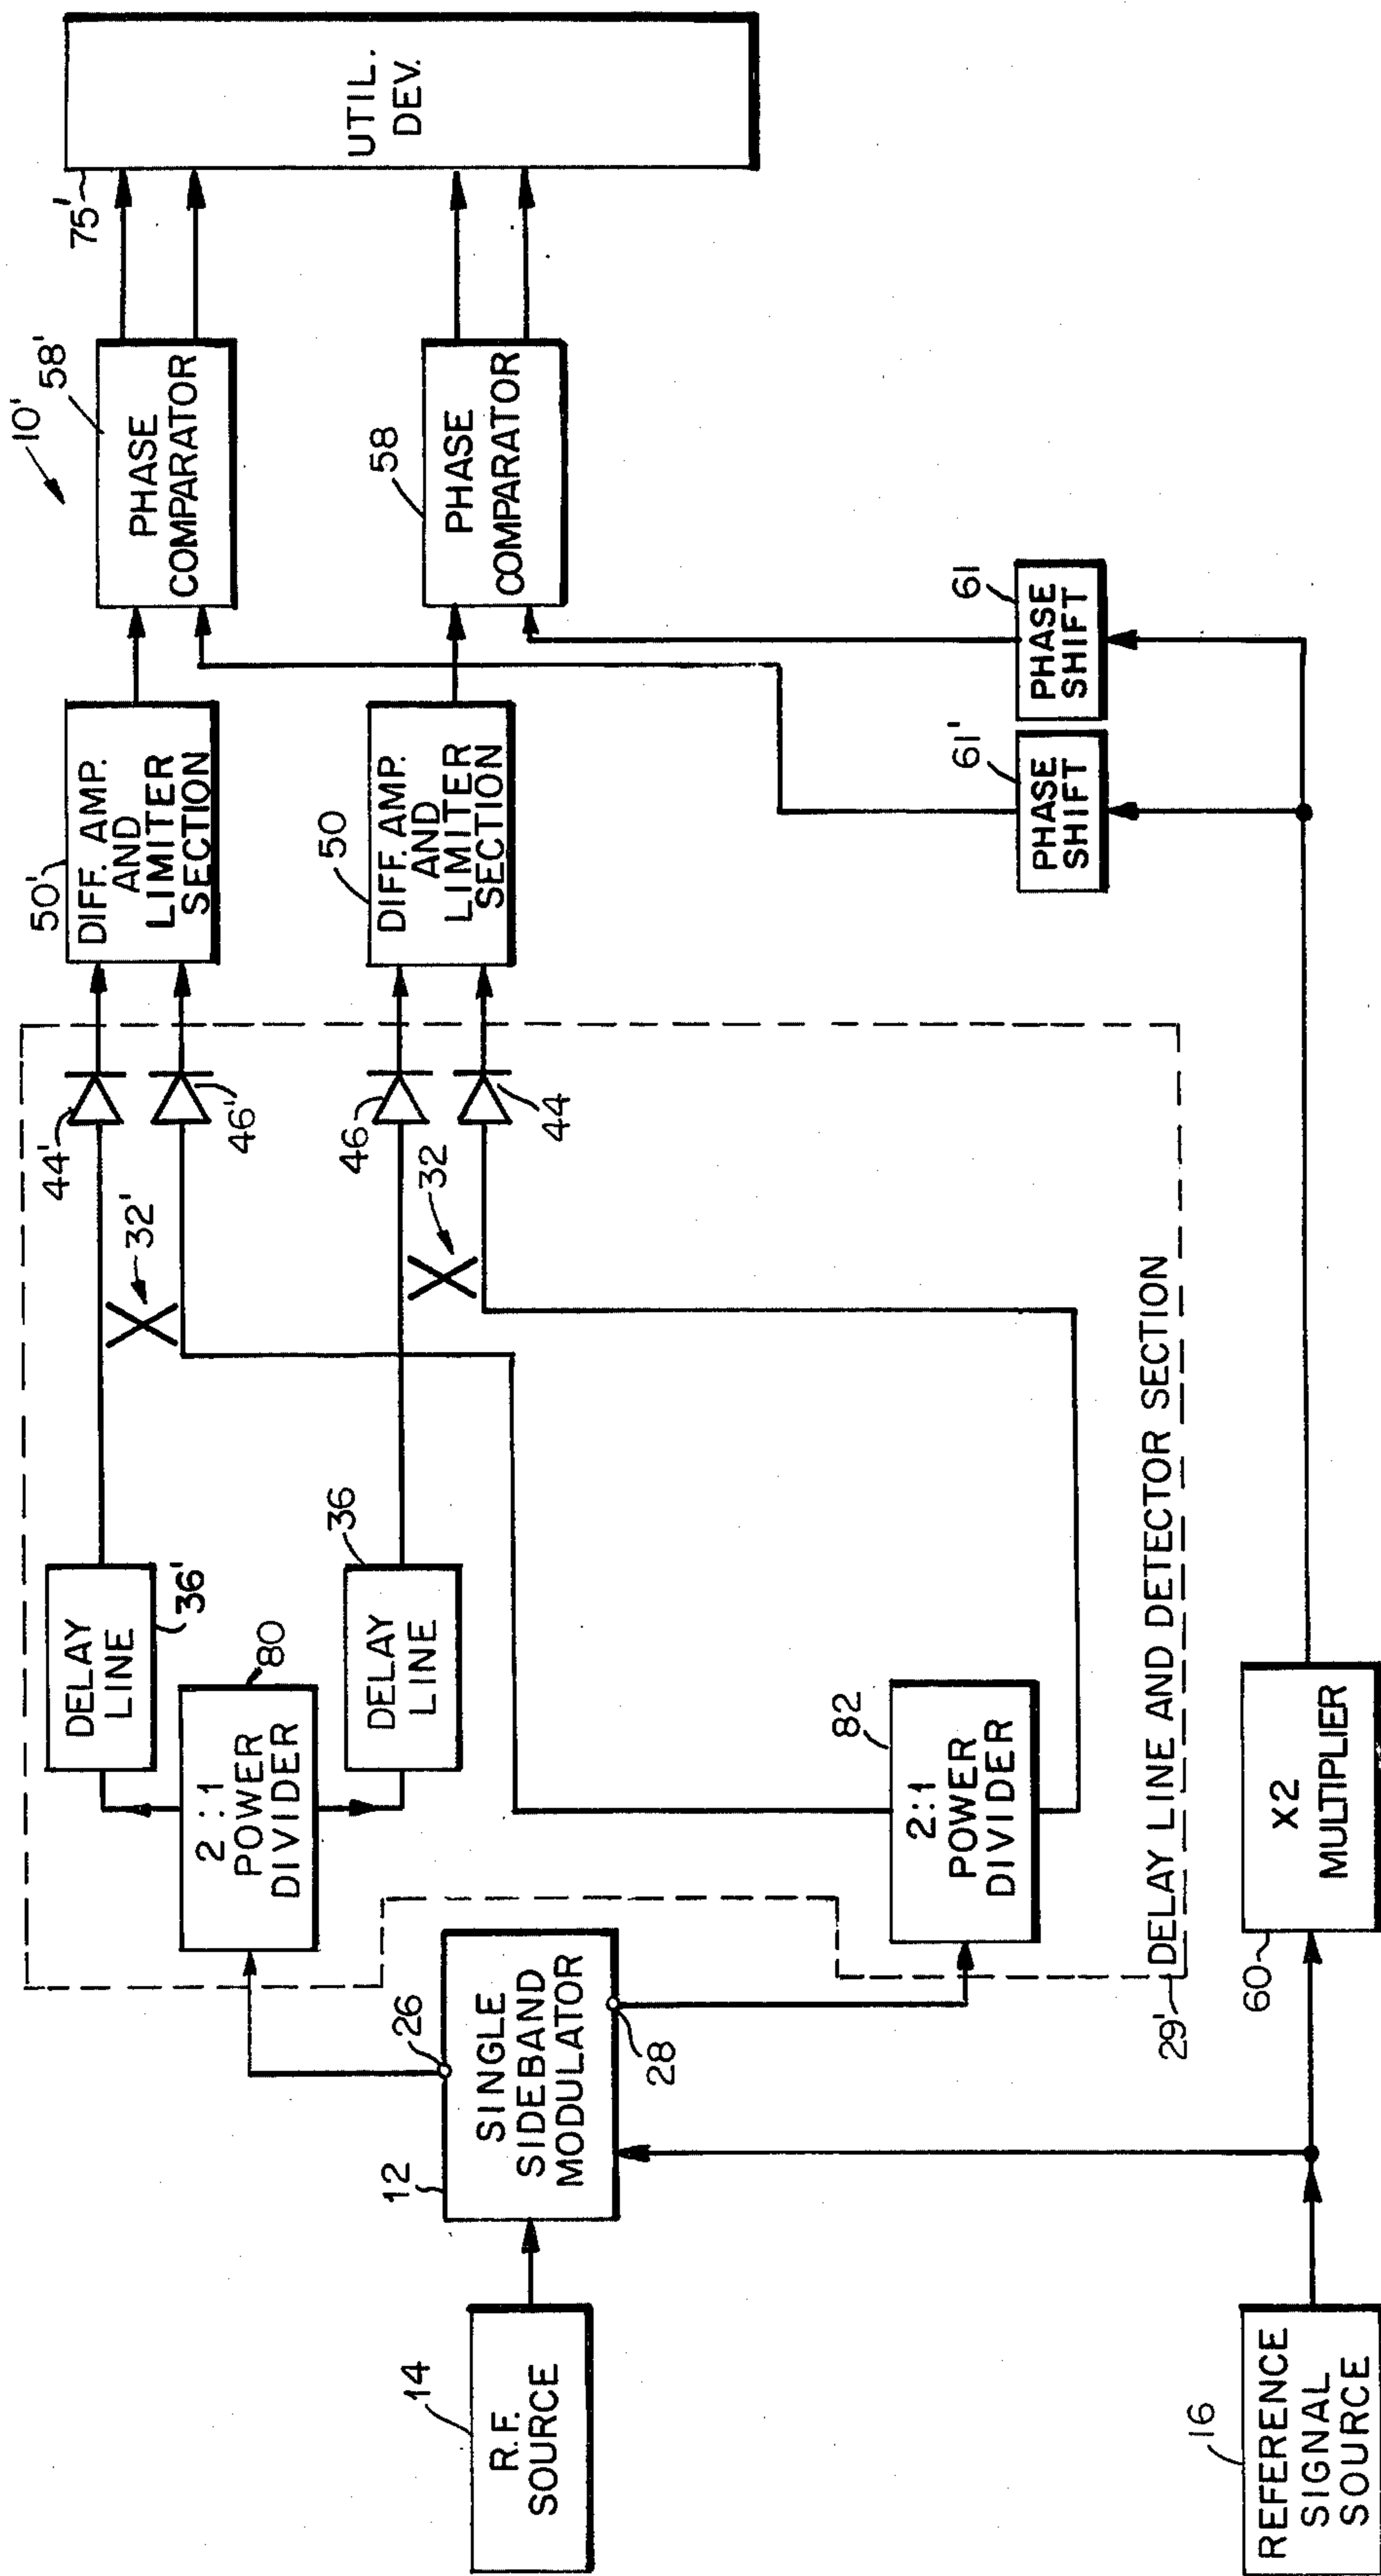 10'
75'
UTIL.
DEV.
58'
PHASE
COMPARATOR
58
PHASE
COMPARATOR
50'
DIFF. AMP.
AND
LIMITER
SECTION
50
DIFF. AMP.
AND
LIMITER
SECTION
61
PHASE
SHIFT
61'
PHASE
SHIFT
44'
46'
32'
46
44
32
DELAY
LINE
36'
2:1
POWER
DIVIDER
80
DELAY
LINE
36
82
2:1
POWER
DIVIDER
29'
DELAY LINE AND DETECTOR SECTION
26
12
SINGLE
SIDEBAND
MODULATOR
28
14
R.F.
SOURCE
60
X2
MULTIPLIER
16
REFERENCE
SIGNAL
SOURCE